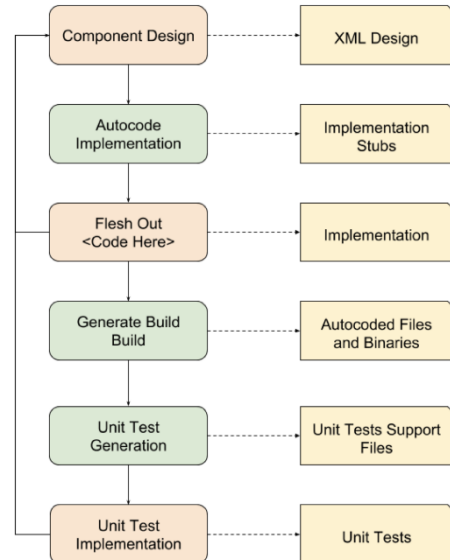 Component Design
XML Design
Autocode
Implementation
Implementation
Stubs
Flesh Out
<Code Here>
Implementation
Generate Build
Build
Autocoded Files
and Binaries
Unit Test
Generation
Unit Tests Support
Files
Unit Test
Implementation
Unit Tests